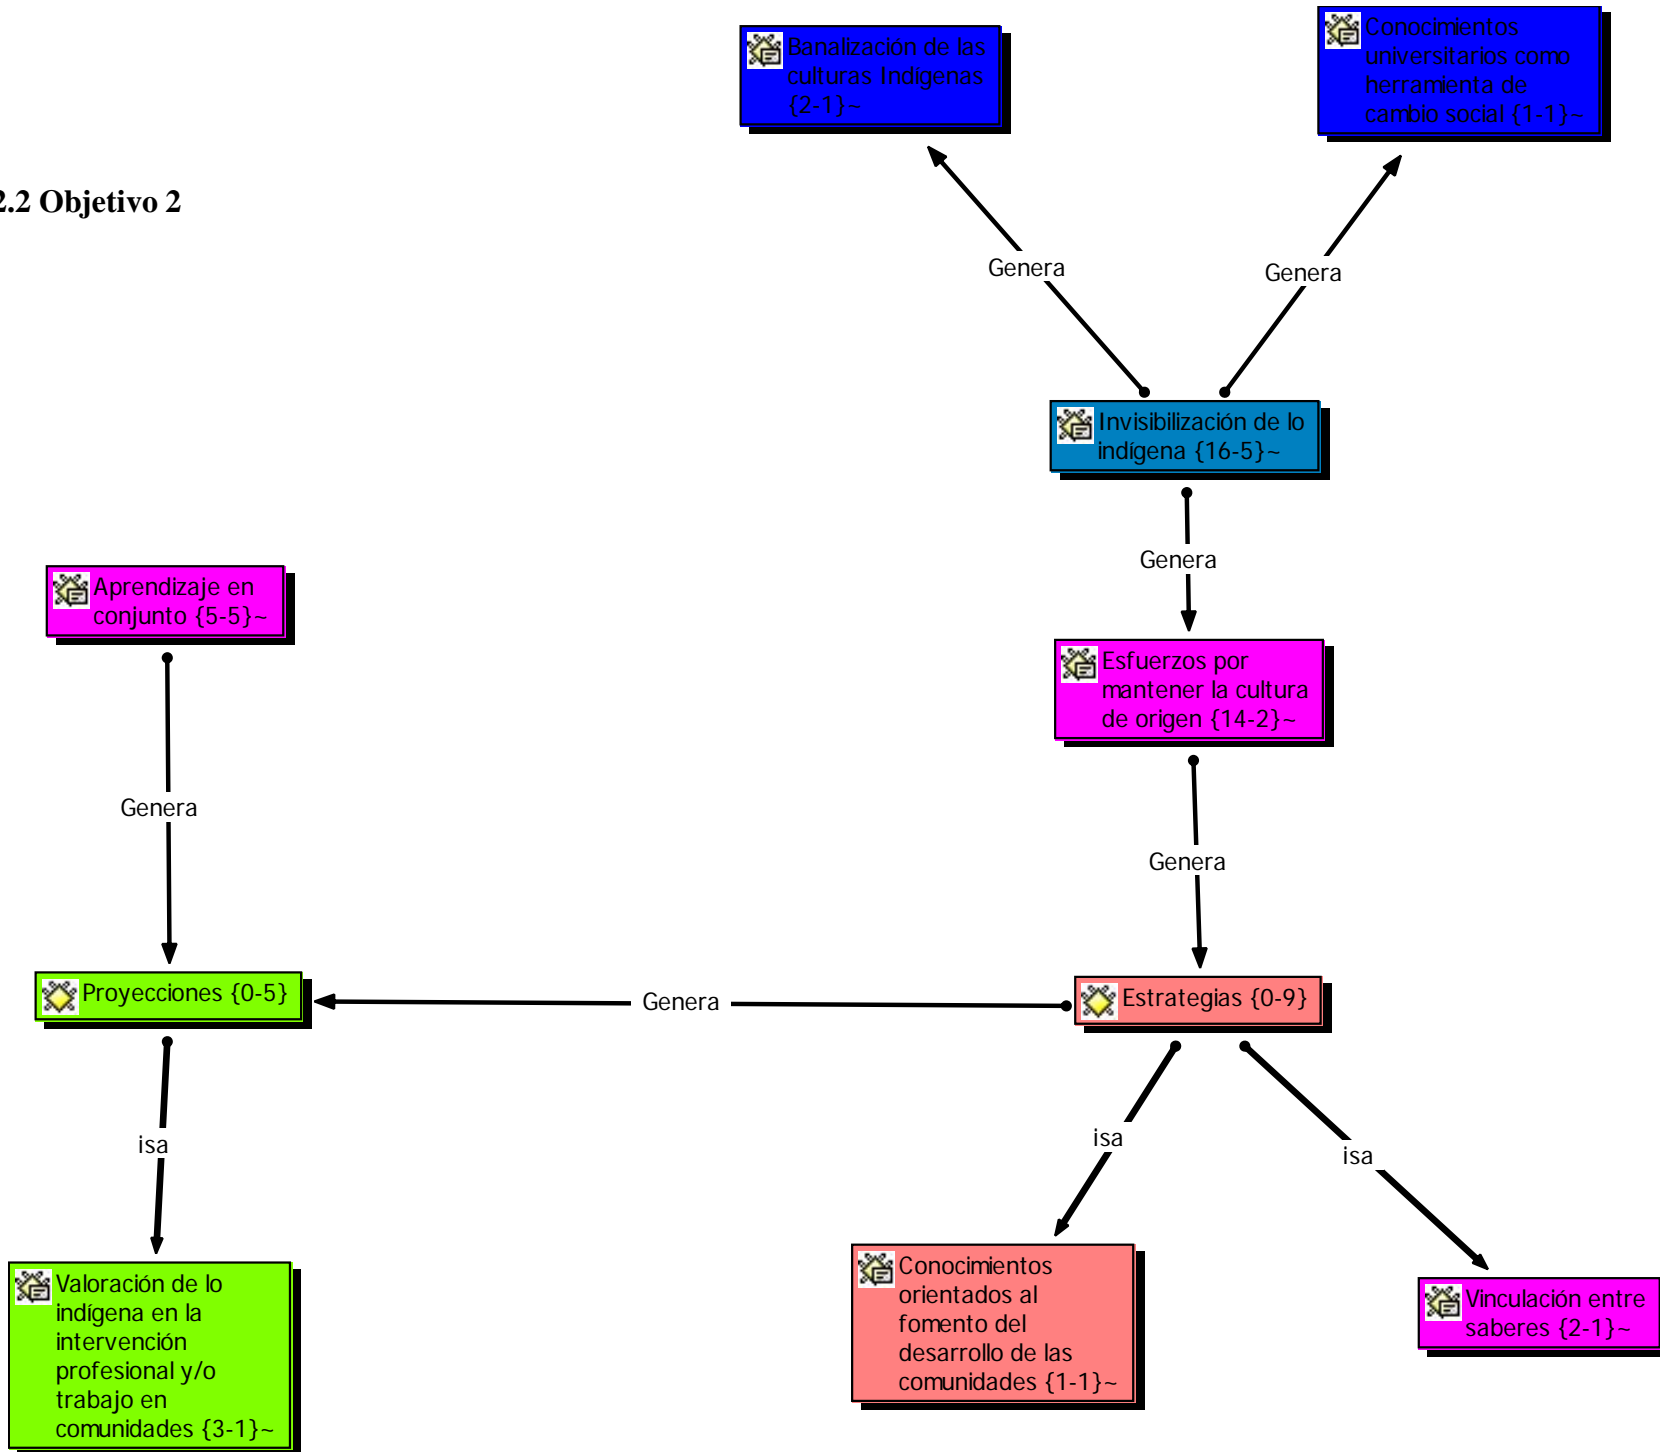 Banalización de las
culturas Indígenas
{2-1}~
Conocimientos
universitarios como
herramienta de
cambio social {1-1}~
2.2 Objetivo 2
Genera
Genera
Invisibilización de lo
indígena {16-5}~
Genera
Aprendizaje en
conjunto {5-5}~
Esfuerzos por
mantener la cultura
de origen {14-2}~
Genera
Genera
Proyecciones {0-5}
Genera
Estrategias {0-9}
isa
isa
isa
Valoración de lo
indígena en la
intervención
profesional y/o
trabajo en
comunidades {3-1}~
Conocimientos
orientados al
fomento del
desarrollo de las
comunidades {1-1}~
Vinculación entre
saberes {2-1}~